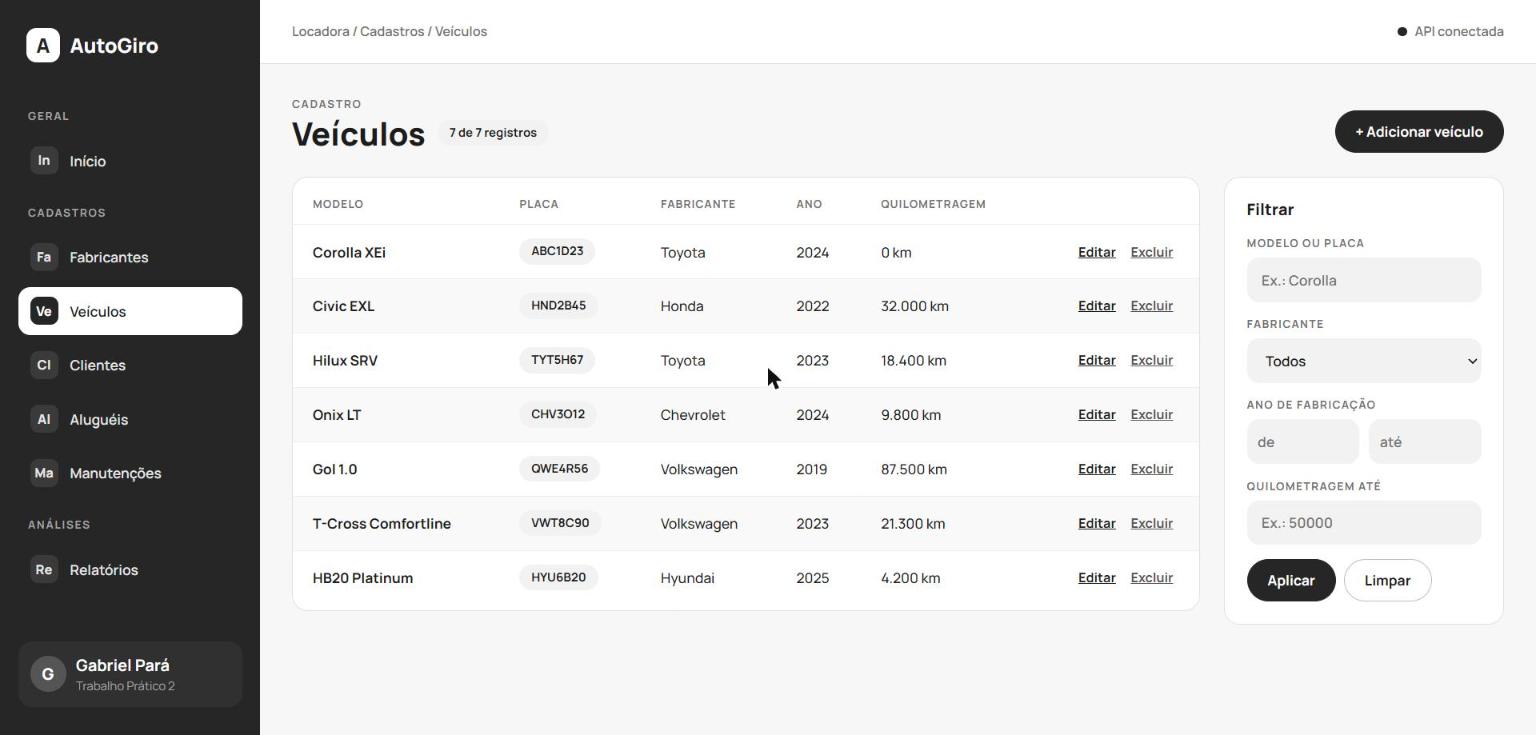 A AutoGiro
GERAL
In Início
CADASTROS
Fa Fabricantes
Ve Veículos
Cl Clientes
Al Aluguéis
Ma Manutenções
ANÁLISES
Re Relatórios
G Gabriel Pará
Trabalho Prático 2
Locadora / Cadastros / Veículos
API conectada
CADASTRO
Veículos 7 de 7 registros
+ Adicionar veículo
MODELO PLACA FABRICANTE ANO QUILOMETRAGEM
Corolla XEi ABC1D23 Toyota 2024 0 km Editar Excluir
Civic EXL HND2B45 Honda 2022 32.000 km Editar Excluir
Hilux SRV TYT5H67 Toyota 2023 18.400 km Editar Excluir
Onix LT CHV3O12 Chevrolet 2024 9.800 km Editar Excluir
Gol 1.0 QWE4R56 Volkswagen 2019 87.500 km Editar Excluir
T-Cross Comfortline VWT8C90 Volkswagen 2023 21.300 km Editar Excluir
HB20 Platinum HYU6B20 Hyundai 2025 4.200 km Editar Excluir
Filtrar
MODELO OU PLACA
Ex.: Corolla
FABRICANTE
Todos
ANO DE FABRICAÇÃO
de até
QUILOMETRAGEM ATÉ
Ex.: 50000
Aplicar Limpar